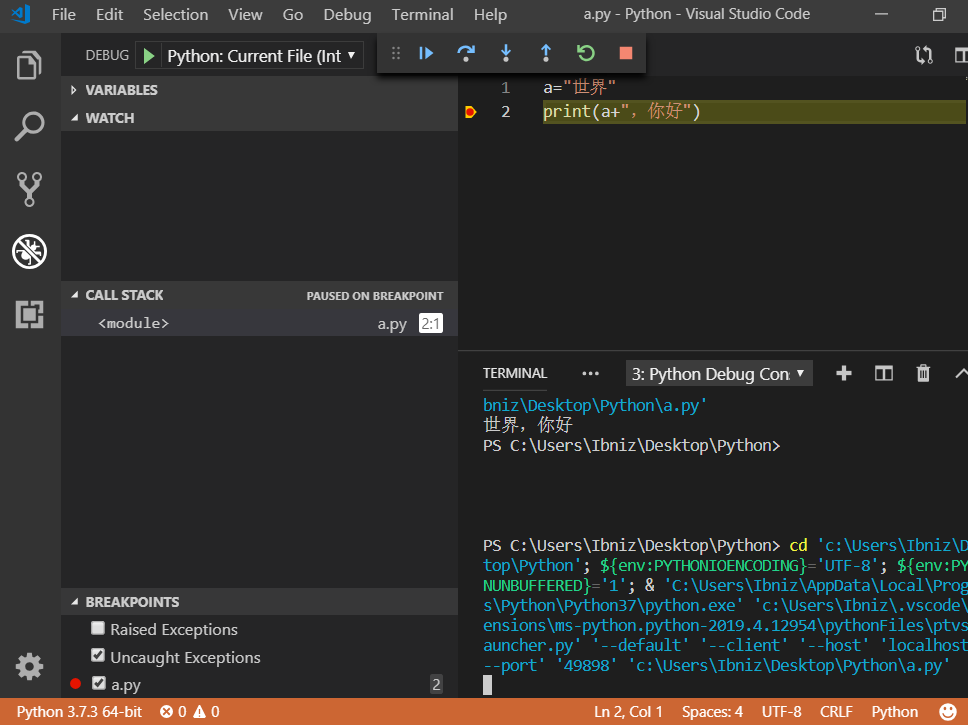 File Edit Selection View Go Debug Terminal Help a.py - Python - Visual Studio Code
DEBUG Python: Current File (Int
VARIABLES
WATCH
CALL STACK PAUSED ON BREAKPOINT
<module> a.py 2:1
BREAKPOINTS
Raised Exceptions
Uncaught Exceptions
a.py 2
1 a="世界"
2 print(a+"，你好")
TERMINAL ··· 3: Python Debug Con
bniz\Desktop\Python\a.py'
世界，你好
PS C:\Users\Ibniz\Desktop\Python>
PS C:\Users\Ibniz\Desktop\Python> cd 'c:\Users\Ibniz\D
top\Python'; ${env:PYTHONIOENCODING}='UTF-8'; ${env:PY
NUNBUFFERED}='1'; & 'C:\Users\Ibniz\AppData\Local\Prog
s\Python\Python37\python.exe' 'c:\Users\Ibniz\.vscode\
ensions\ms-python.python-2019.4.12954\pythonFiles\ptvs
auncher.py' '--default' '--client' '--host' 'localhost
--port' '49898' 'c:\Users\Ibniz\Desktop\Python\a.py'
Python 3.7.3 64-bit 0 0 Ln 2, Col 1 Spaces: 4 UTF-8 CRLF Python